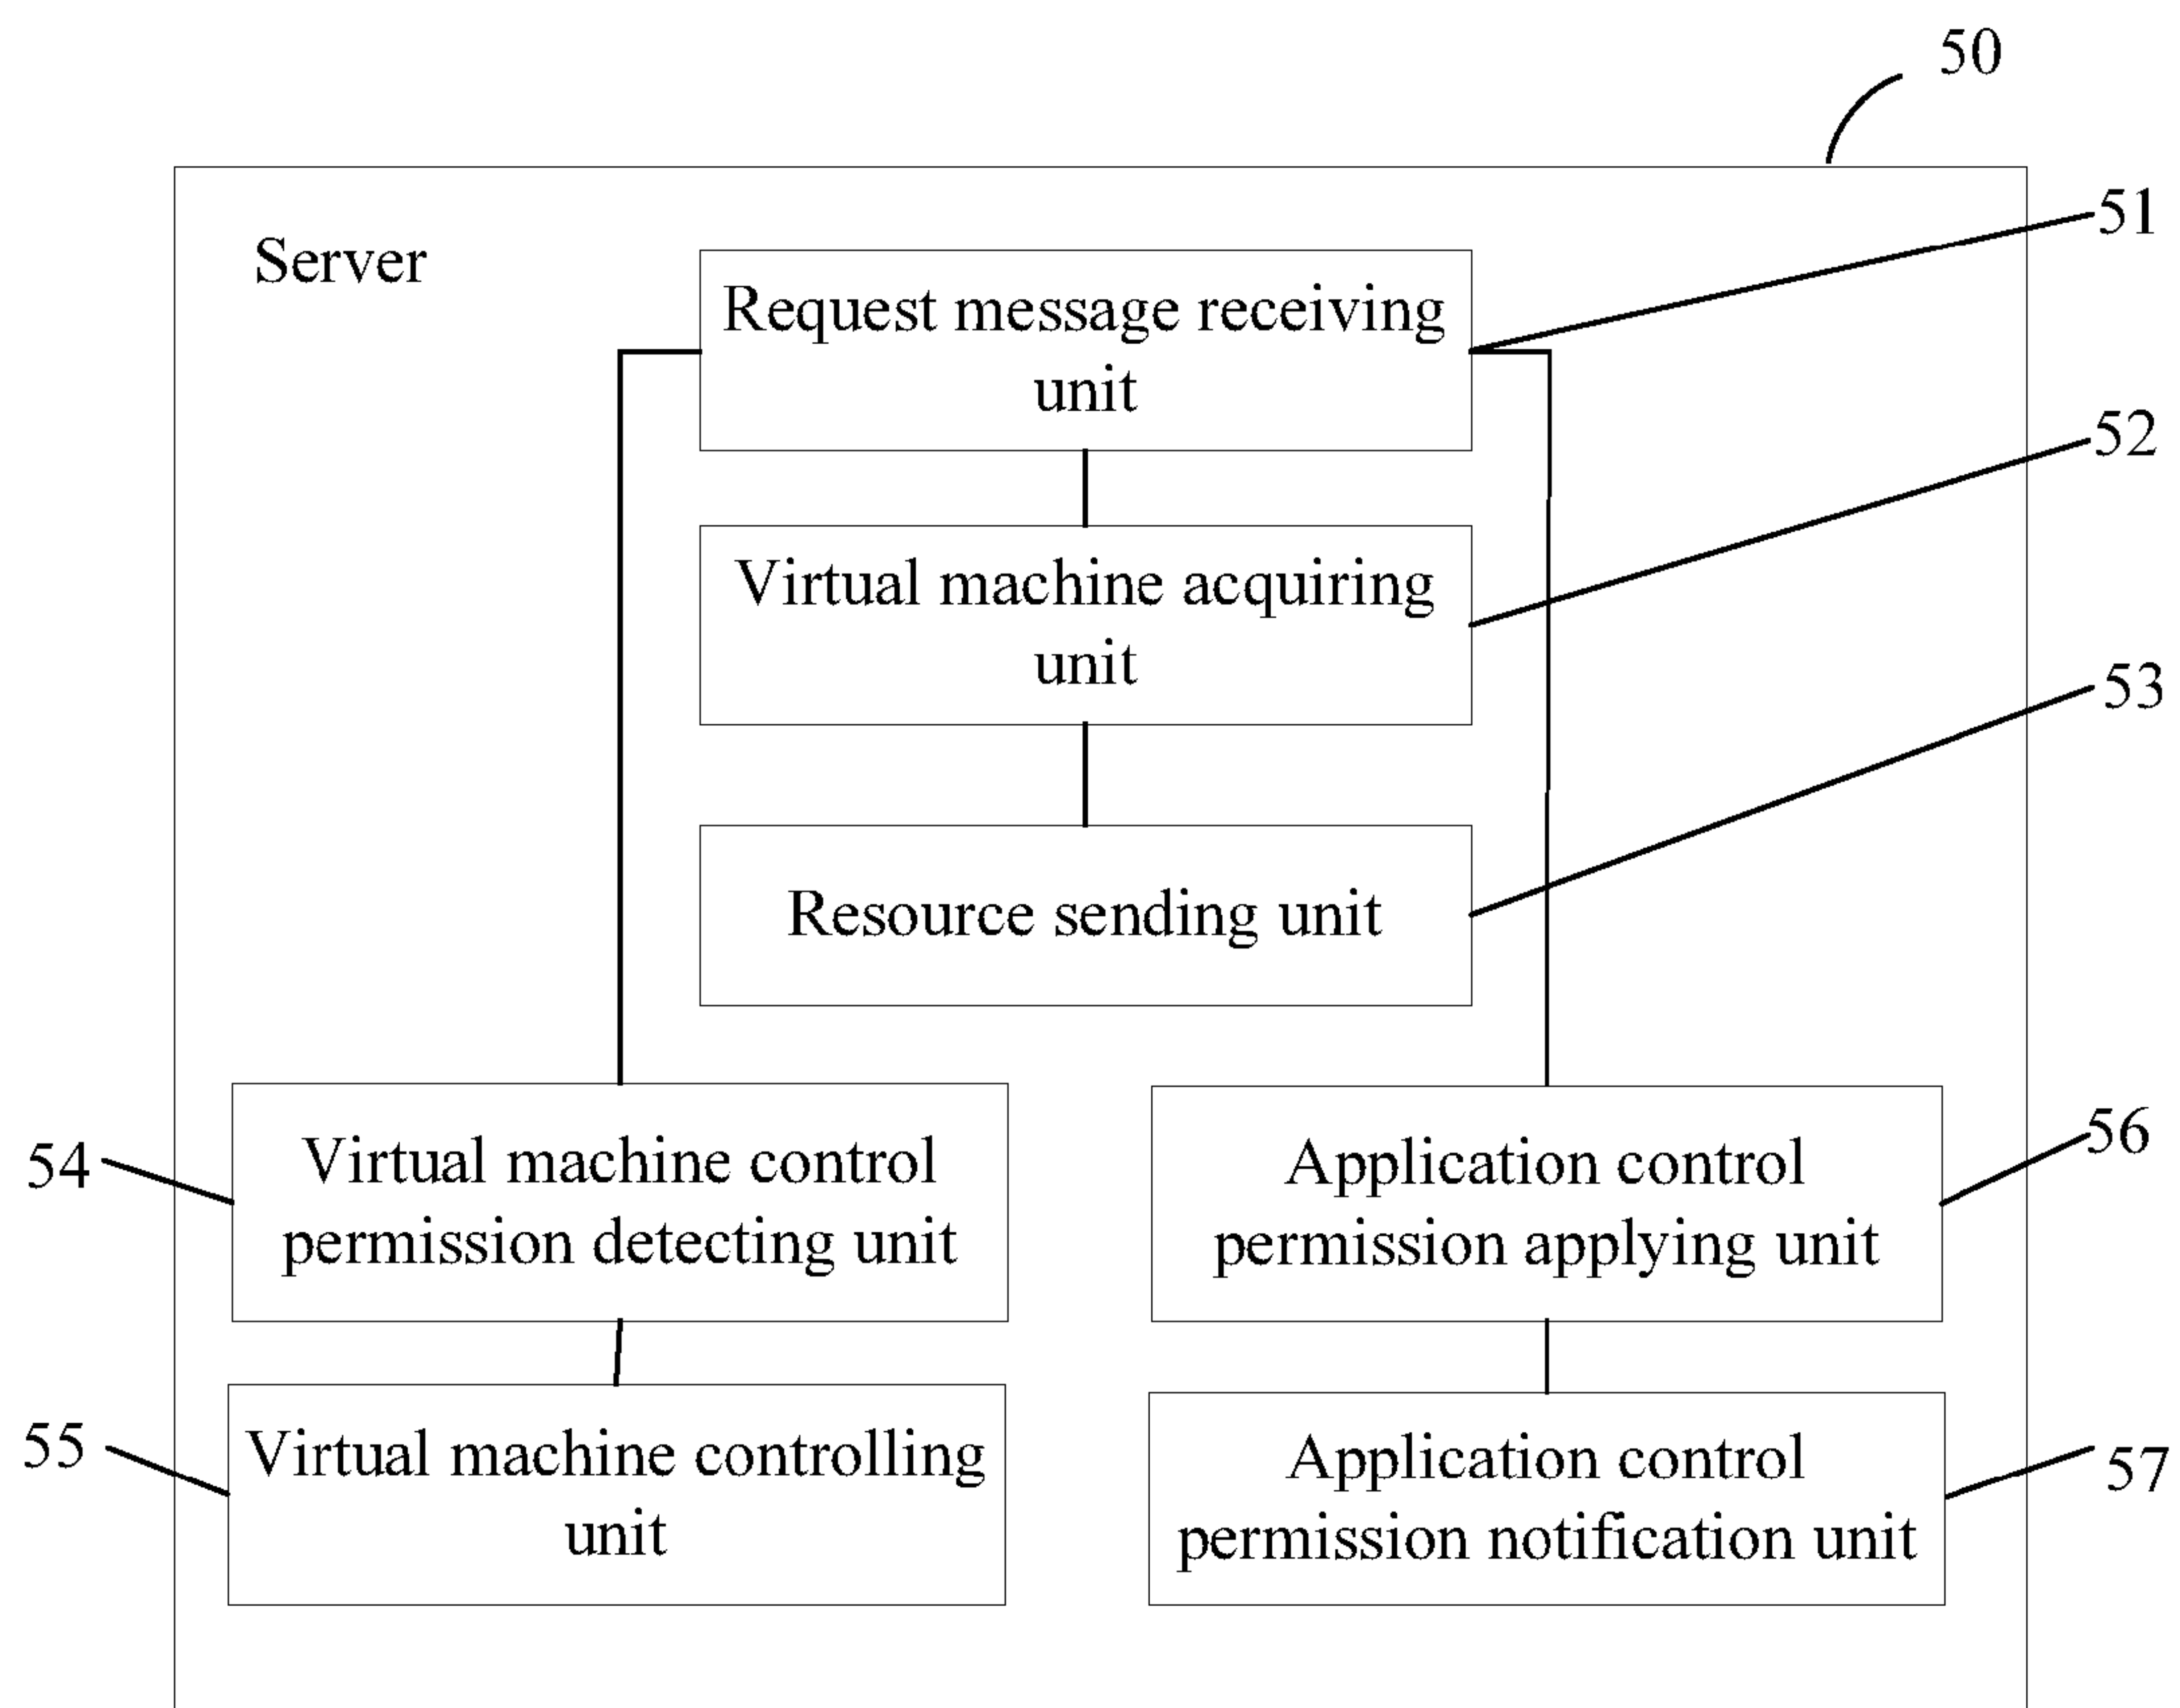 50
Server
51
Request message receiving
unit
52
Virtual machine acquiring
unit
53
Resource sending unit
54
Virtual machine control
permission detecting unit
56
Application control
permission applying unit
55
Virtual machine controlling
unit
57
Application control
permission notification unit